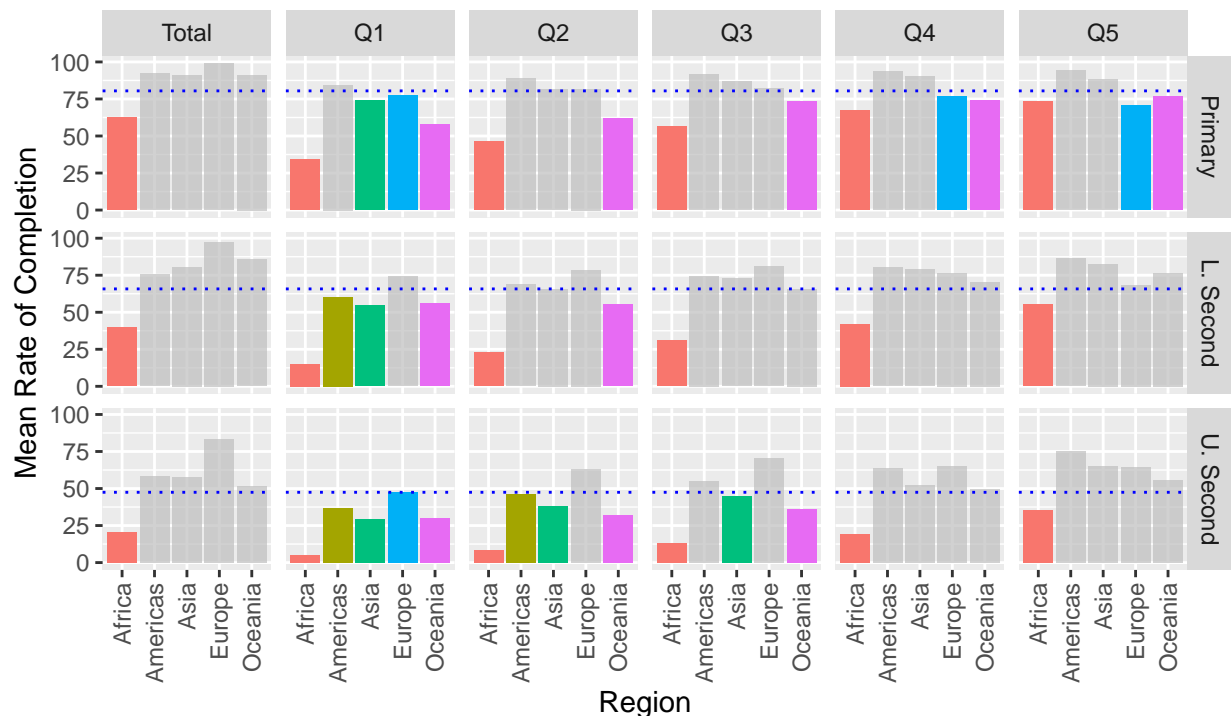 Total Q1 Q2 Q3 Q4 Q5
Mean Rate of Completion
100
75
50
25
0
Primary
100
75
50
25
0
L. Second
100
75
50
25
0
U. Second
Africa Americas Asia Europe Oceania Africa Americas Asia Europe Oceania Africa Americas Asia Europe Oceania Africa Americas Asia Europe Oceania Africa Americas Asia Europe Oceania Africa Americas Asia Europe Oceania
Region